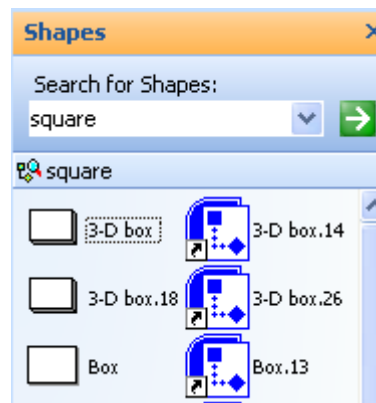 Shapes
Search for Shapes:
square
square
3-D box 3-D box.14
3-D box.18 3-D box.26
Box Box.13